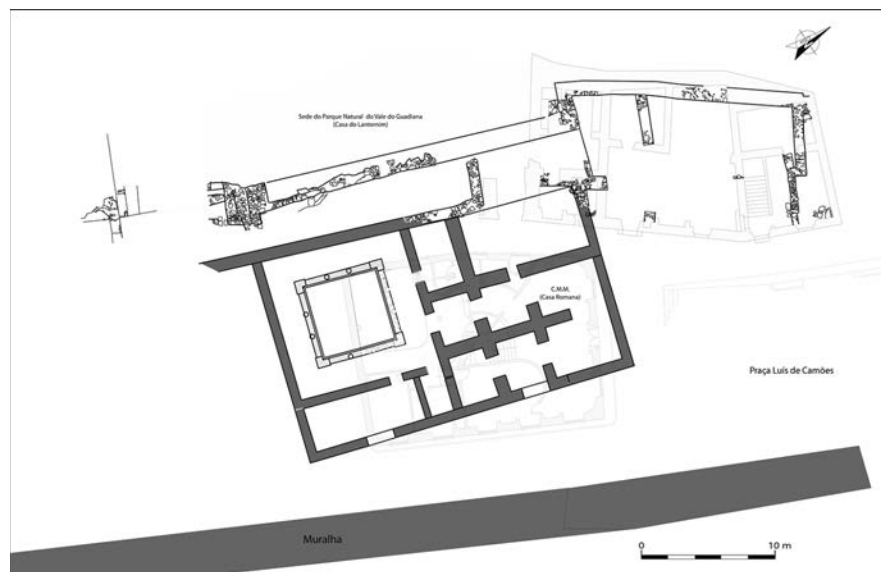 Sede do Parque Natural do Vale do Guadiana
(Casa do Lanternim)
C.M.M.
(Casa Romana)
Praça Luís de Camões
Muralha
0 10 m